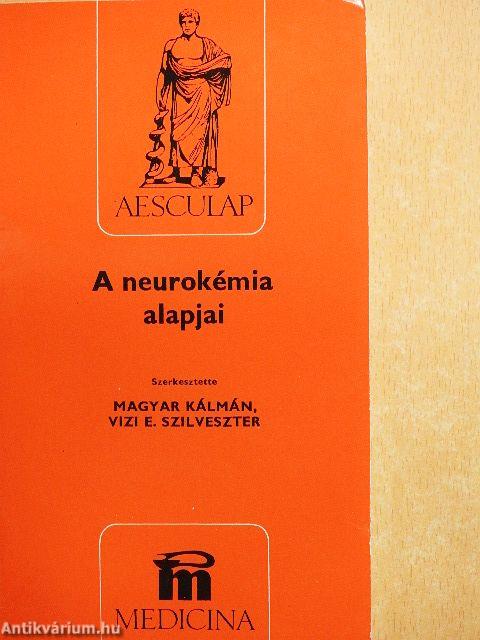 AESCULAP
A neurokémia
alapjai
Szerkesztette
MAGYAR KÁLMÁN,
VIZI E. SZILVESZTER
m
MEDICINA
Antikvárium.hu